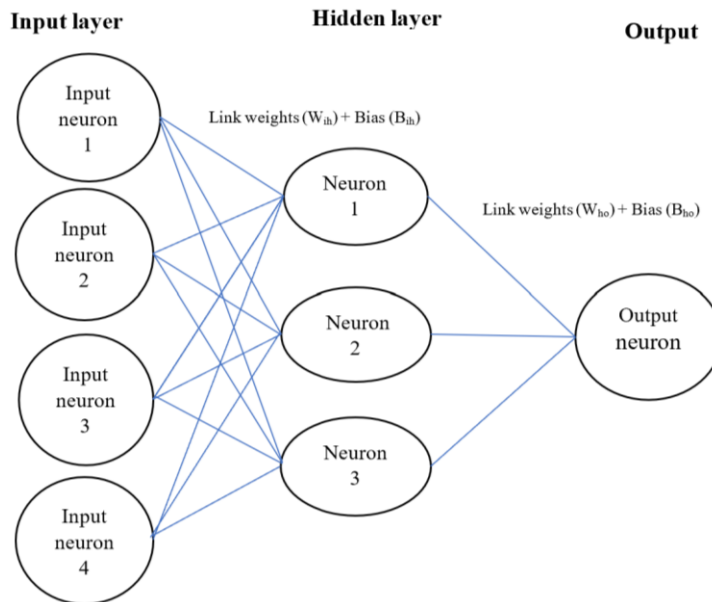 Input layer
Hidden layer
Output
Input
neuron
1
Link weights (Wih) + Bias (Bih)
Neuron
1
Link weights (Who) + Bias (Bho)
Input
neuron
2
Neuron
2
Output
neuron
Input
neuron
3
Neuron
3
Input
neuron
4